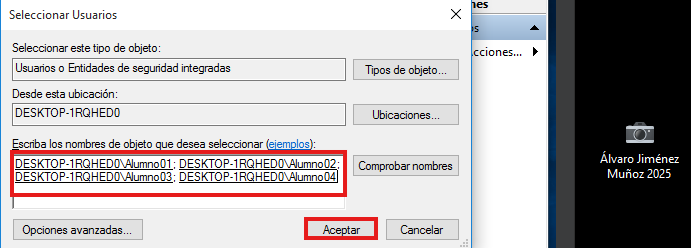 Seleccionar Usuarios
Seleccionar este tipo de objeto:
Usuarios o Entidades de seguridad integradas
Tipos de objeto...
Desde esta ubicación:
DESKTOP-1RQHED0
Ubicaciones...
Escriba los nombres de objeto que desea seleccionar (ejemplos):
DESKTOP-1RQHED0\Alumno01; DESKTOP-1RQHED0\Alumno02;
DESKTOP-1RQHED0\Alumno03; DESKTOP-1RQHED0\Alumno04
Comprobar nombres
Opciones avanzadas...
Aceptar
Cancelar
nes
os
cciones...
Álvaro Jiménez
Muñoz 2025